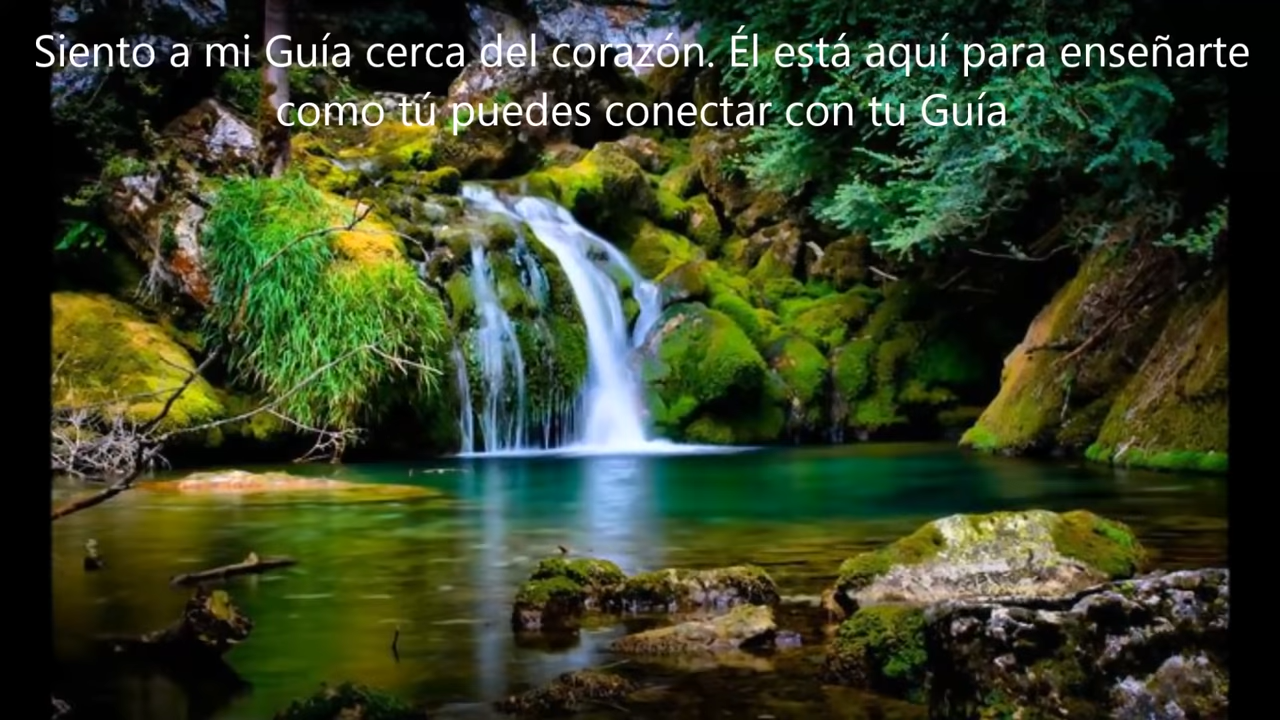 Siento a mi Guía cerca del corazón. Él está aquí para enseñarte
como tú puedes conectar con tu Guía